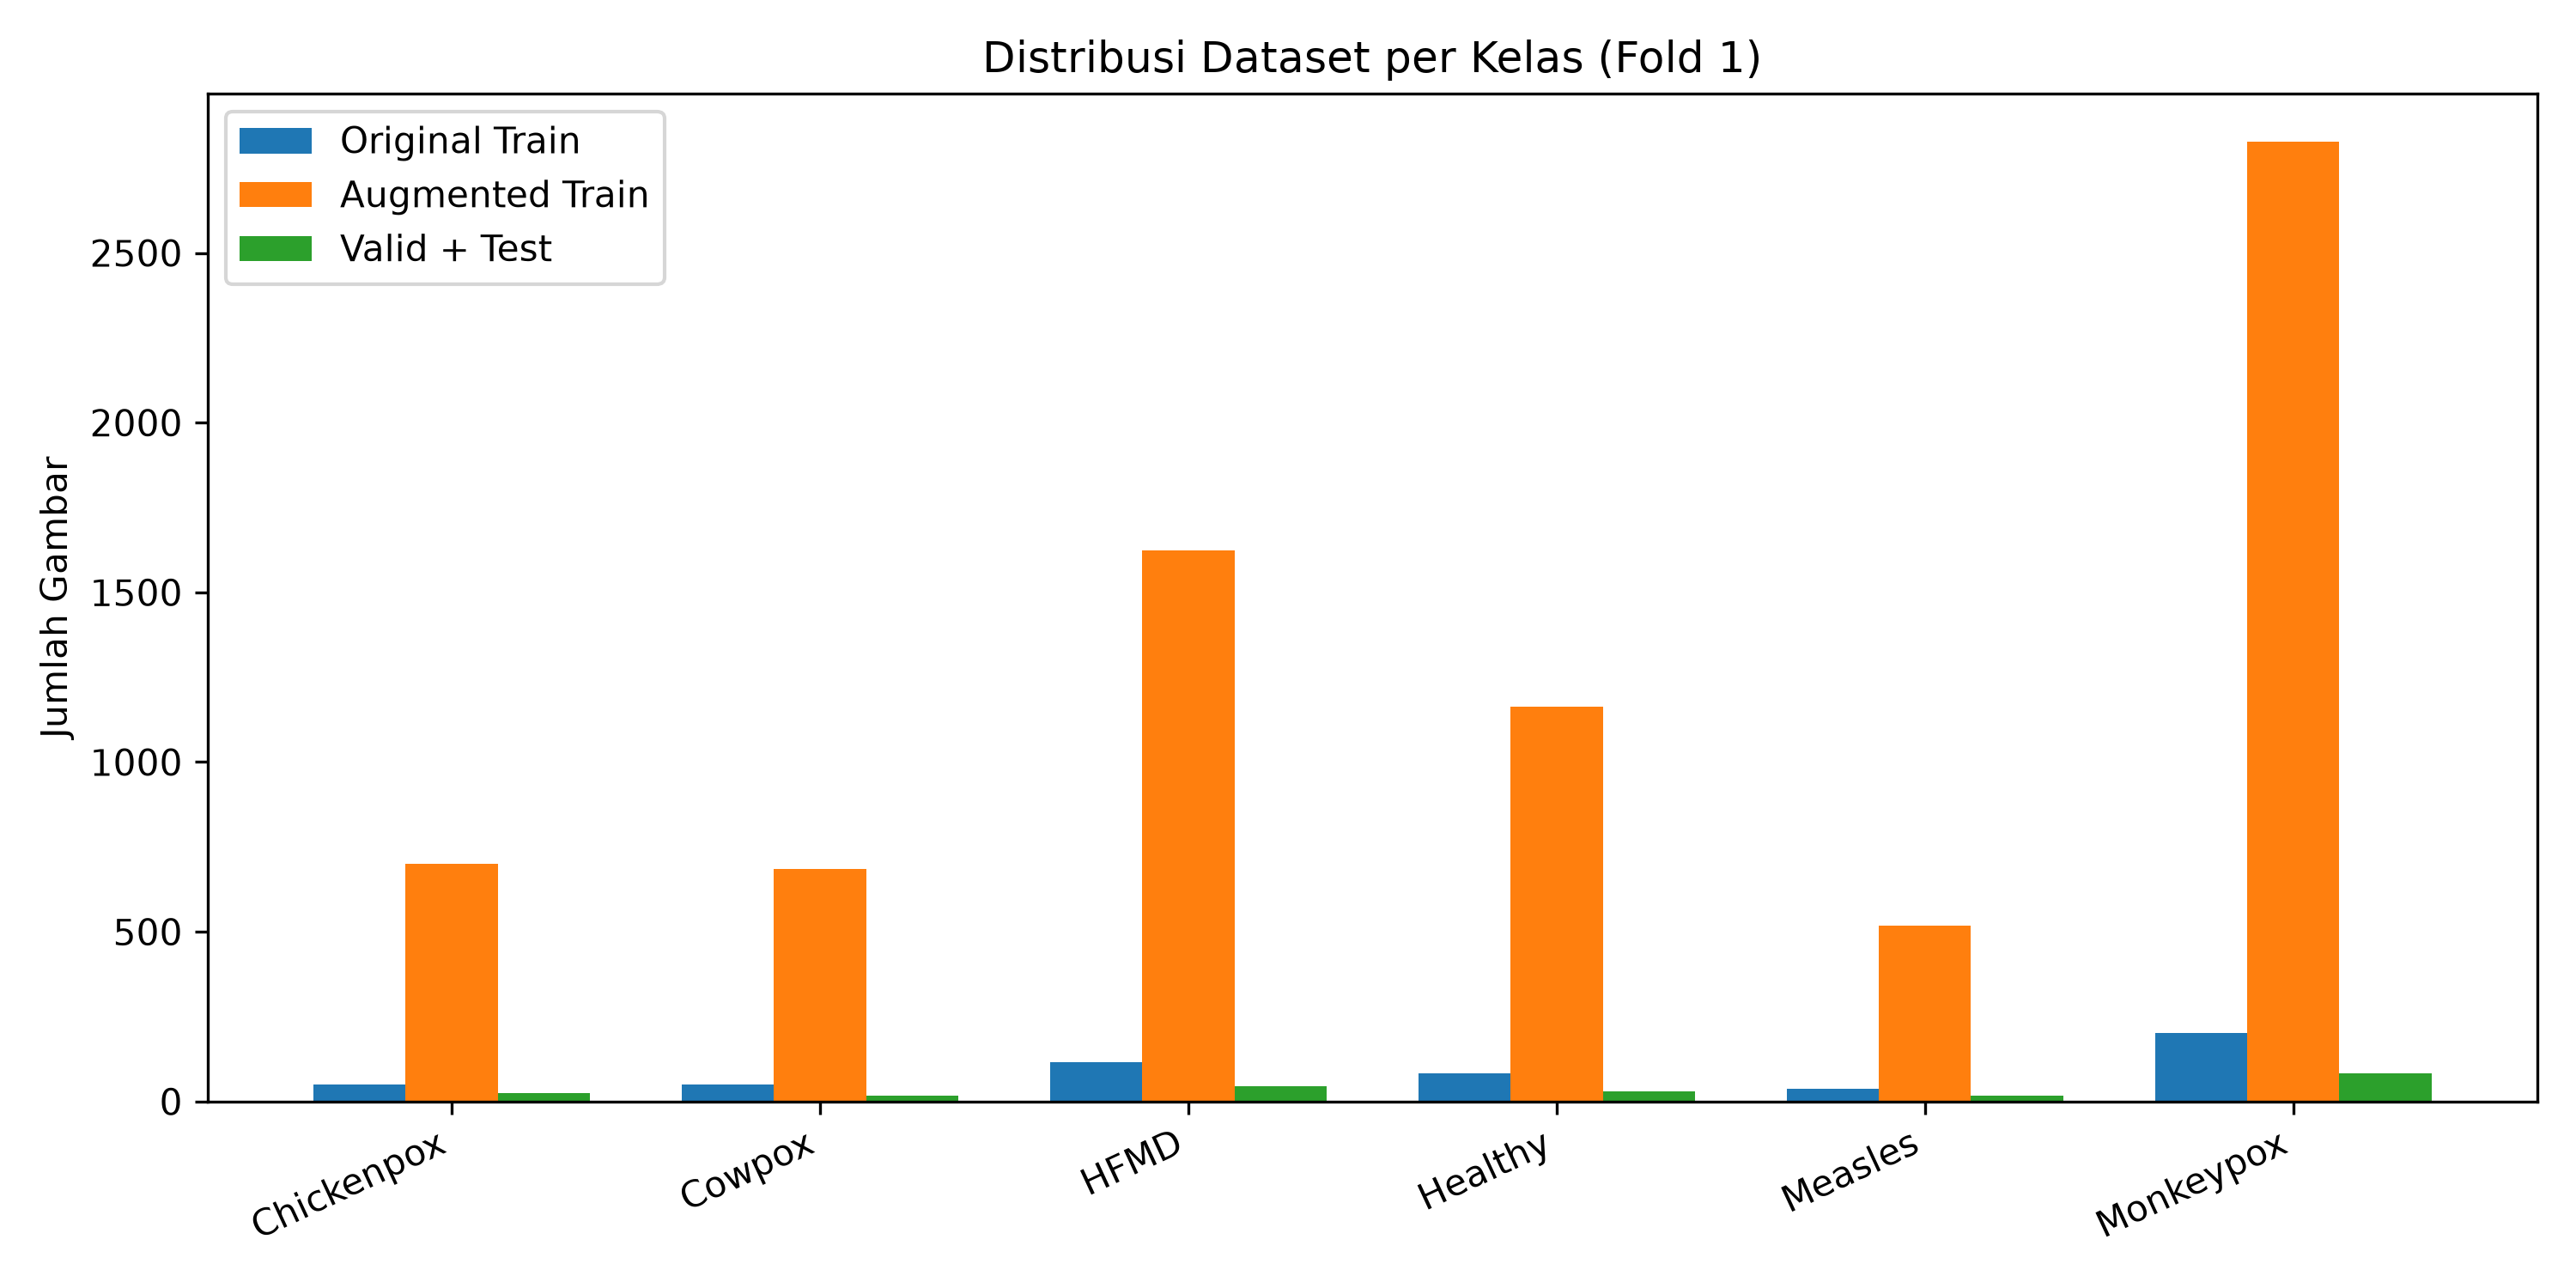 Distribusi Dataset per Kelas (Fold 1)
Original Train
Augmented Train
Valid + Test
Jumlah Gambar
2500
2000
1500
1000
500
0
Chickenpox
Cowpox
HFMD
Healthy
Measles
Monkeypox